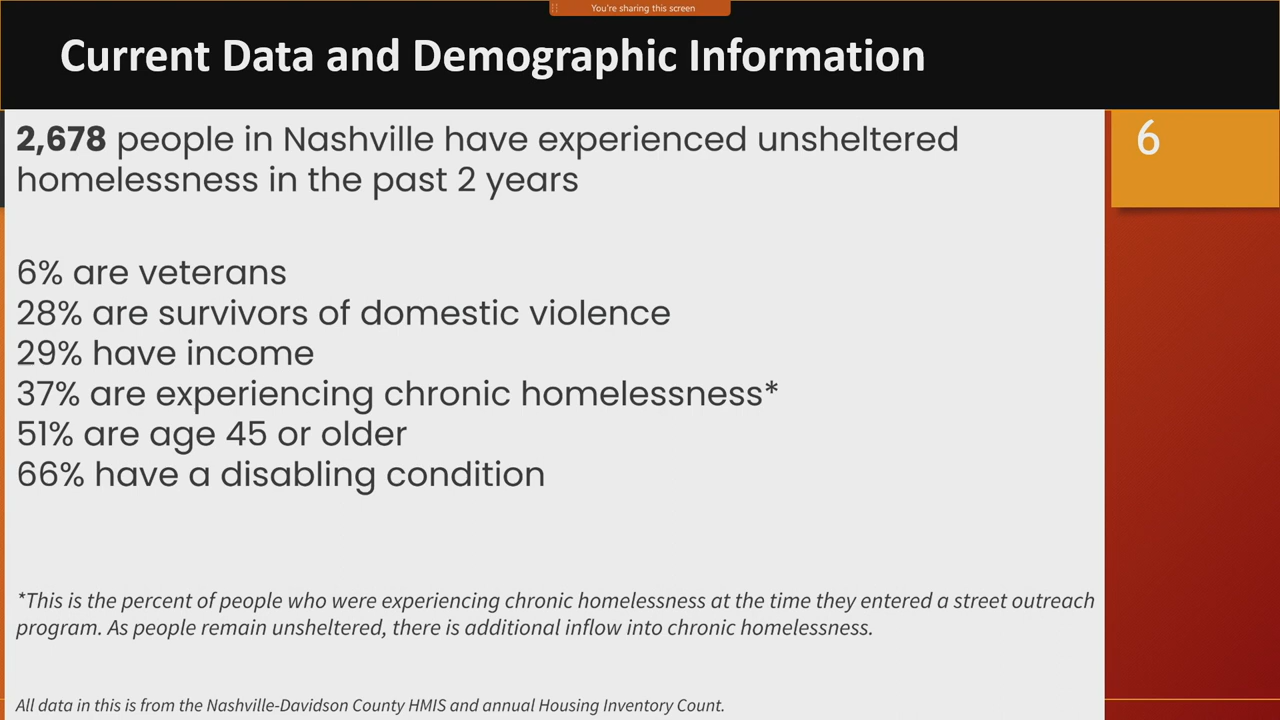 You're sharing this screen
Current Data and Demographic Information
6
2,678 people in Nashville have experienced unsheltered
homelessness in the past 2 years
6% are veterans
28% are survivors of domestic violence
29% have income
37% are experiencing chronic homelessness*
51% are age 45 or older
66% have a disabling condition
*This is the percent of people who were experiencing chronic homelessness at the time they entered a street outreach
program. As people remain unsheltered, there is additional inflow into chronic homelessness.
All data in this is from the Nashville-Davidson County HMIS and annual Housing Inventory Count.